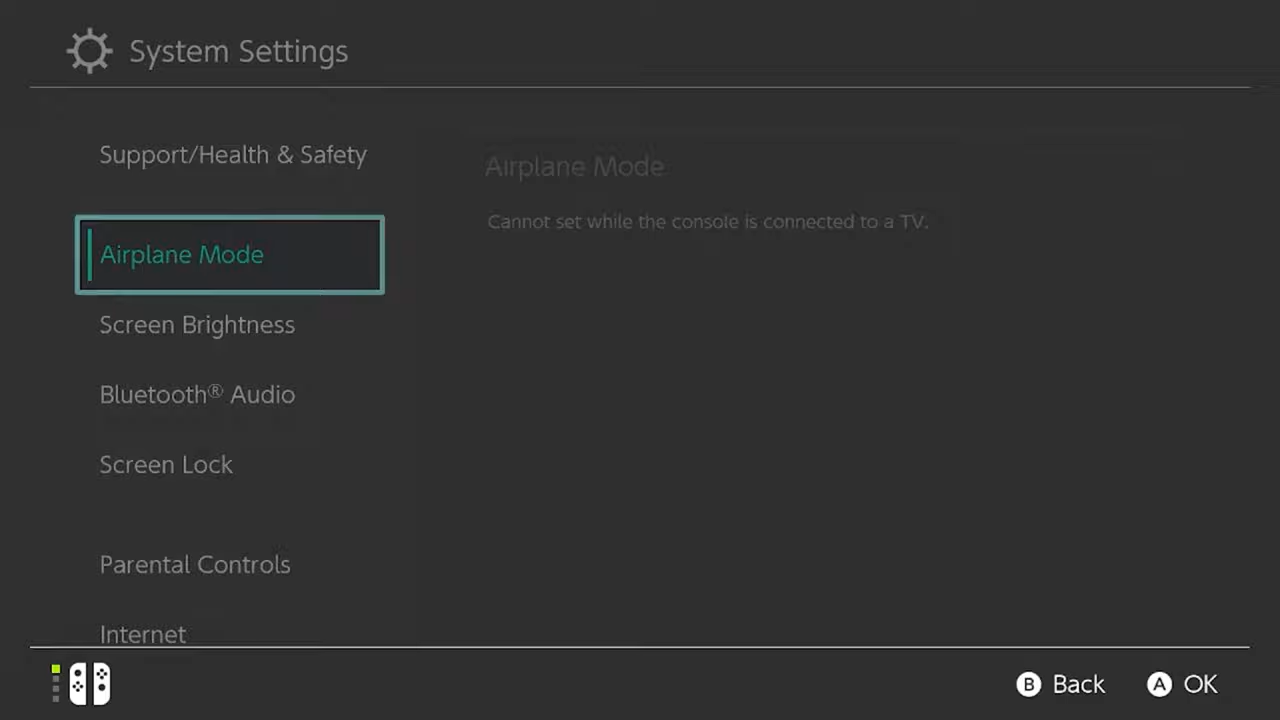 System Settings
Support/Health & Safety
Airplane Mode
Screen Brightness
Bluetooth® Audio
Screen Lock
Parental Controls
Internet
Airplane Mode
Cannot set while the console is connected to a TV.
B Back A OK